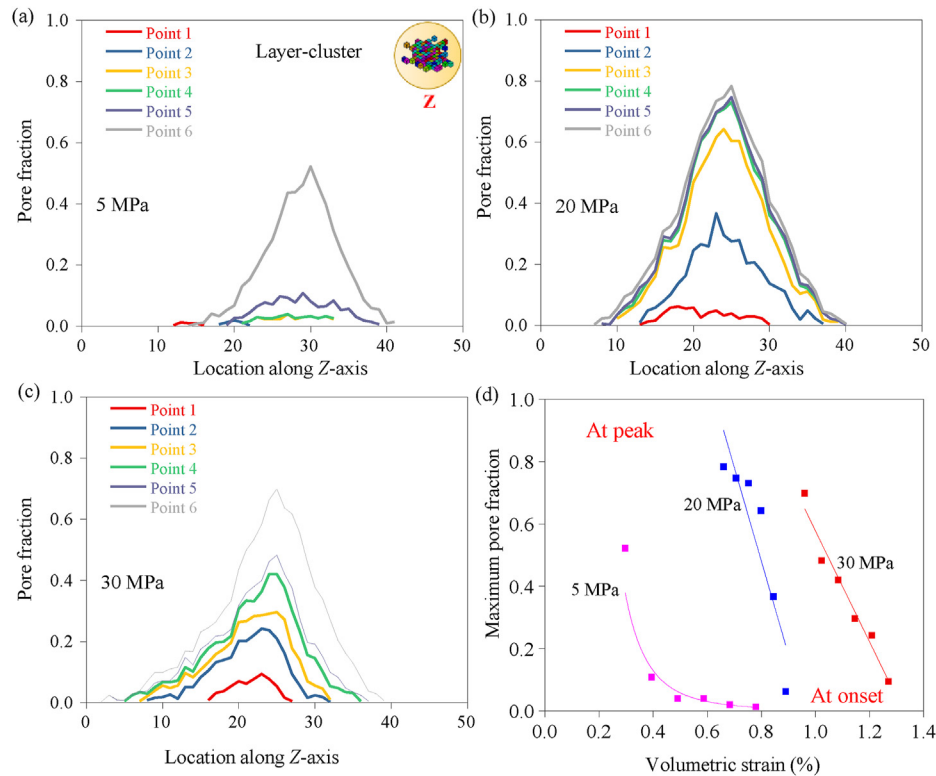 (a)
Point 1
Point 2
Point 3
Point 4
Point 5
Point 6
Layer-cluster
Z
5 MPa
Pore fraction
1.0
0.8
0.6
0.4
0.2
0.0
0 10 20 30 40 50
Location along Z-axis
(b)
Point 1
Point 2
Point 3
Point 4
Point 5
Point 6
20 MPa
Pore fraction
1.0
0.8
0.6
0.4
0.2
0.0
0 10 20 30 40 50
Location along Z-axis
(c)
Point 1
Point 2
Point 3
Point 4
Point 5
Point 6
30 MPa
Pore fraction
1.0
0.8
0.6
0.4
0.2
0.0
0 10 20 30 40 50
Location along Z-axis
(d)
At peak
20 MPa
30 MPa
5 MPa
At onset
Maximum pore fraction
1.0
0.8
0.6
0.4
0.2
0.0
0.0 0.2 0.4 0.6 0.8 1.0 1.2 1.4
Volumetric strain (%)